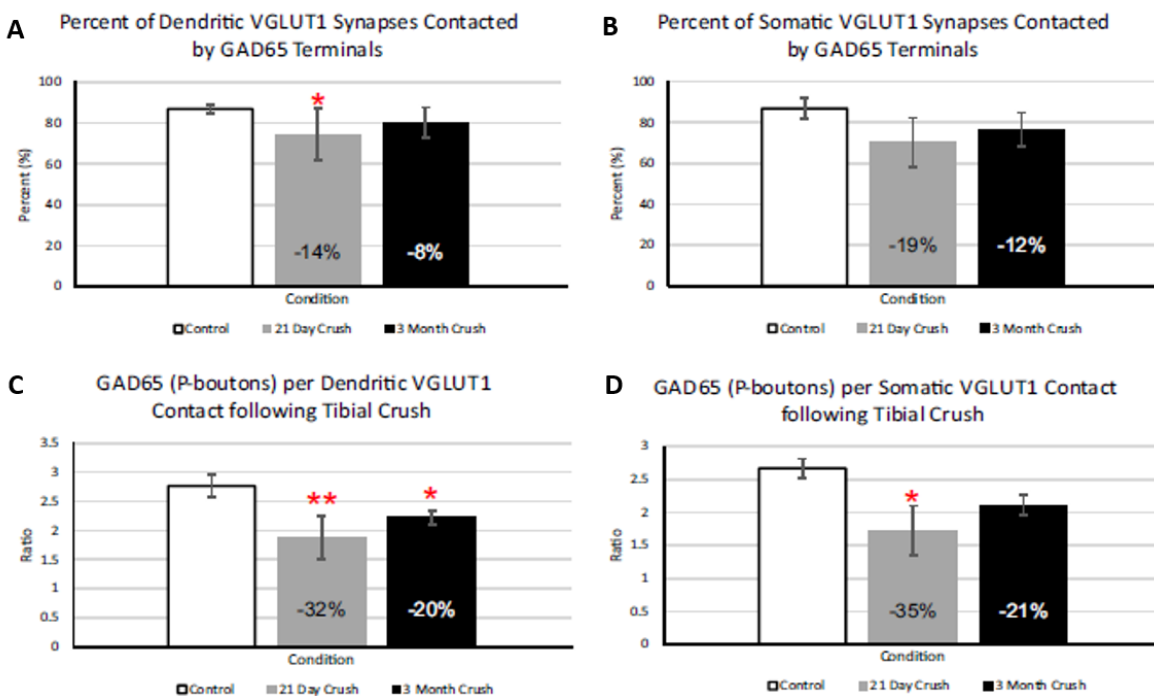 A
Percent of Dendritic VGLUT1 Synapses Contacted
by GAD65 Terminals
100
80
60
40
20
0
Percent (%)
*
-14%
-8%
Condition
Control 21 Day Crush 3 Month Crush
B
Percent of Somatic VGLUT1 Synapses Contacted
by GAD65 Terminals
100
80
60
40
20
0
Percent (%)
-19%
-12%
Condition
Control 21 Day Crush 3 Month Crush
C
GAD65 (P-boutons) per Dendritic VGLUT1
Contact following Tibial Crush
3.5
3
2.5
2
1.5
1
0.5
0
Ratio
**
*
-32%
-20%
Condition
Control 21 Day Crush 3 Month Crush
D
GAD65 (P-boutons) per Somatic VGLUT1 Contact
following Tibial Crush
3
2.5
2
1.5
1
0.5
0
Ratio
*
-35%
-21%
Condition
Control 21 Day Crush 3 Month Crush